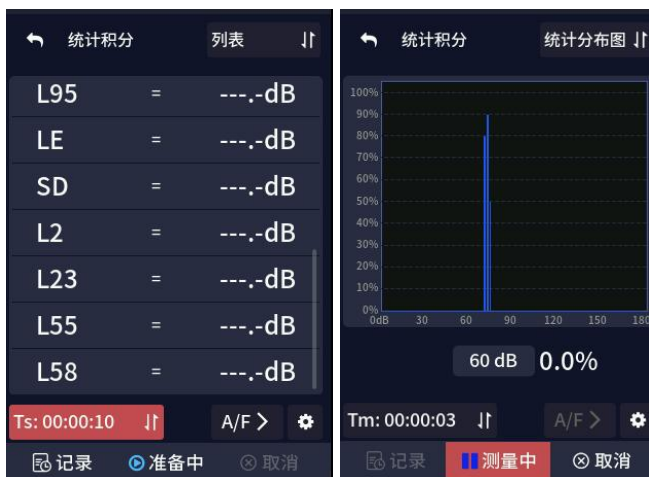 统计积分 列表
L95 = ---.-dB
LE = ---.-dB
SD = ---.-dB
L2 = ---.-dB
L23 = ---.-dB
L55 = ---.-dB
L58 = ---.-dB
Ts: 00:00:10 A/F >
记录 准备中 取消
统计积分 统计分布图
100%
90%
80%
70%
60%
50%
40%
30%
20%
10%
0%
0dB 30 60 90 120 150 180
60 dB 0.0%
Tm: 00:00:03 A/F >
记录 测量中 取消